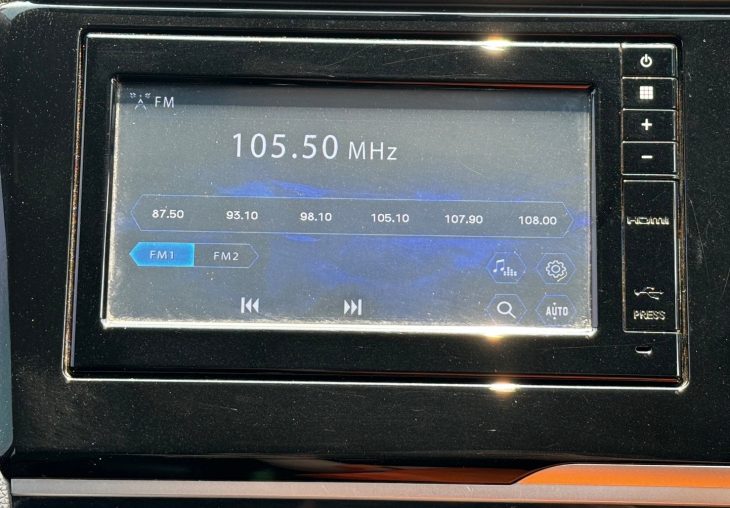 FM
105.50 MHz
87.50 93.10 98.10 105.10 107.90 108.00
FM1 FM2
AUTO
+
-
HDMI
PRESS